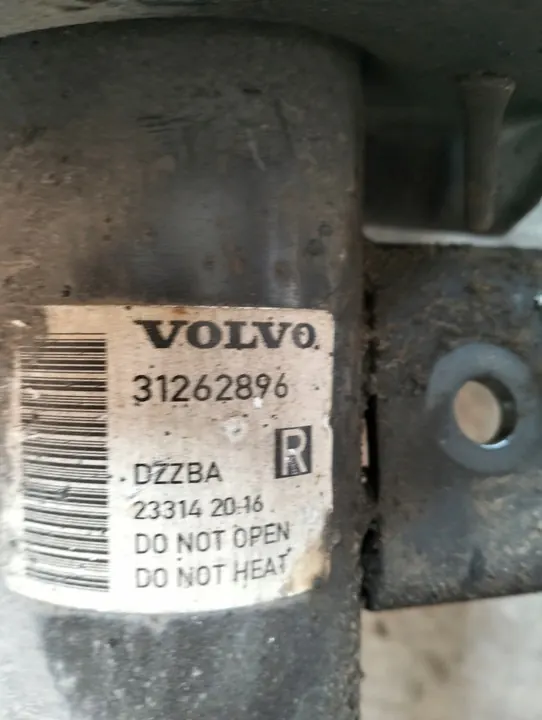 VOLVO
31262896
R
DZZBA
23314 20-16
DO NOT OPEN
DO NOT HEAT